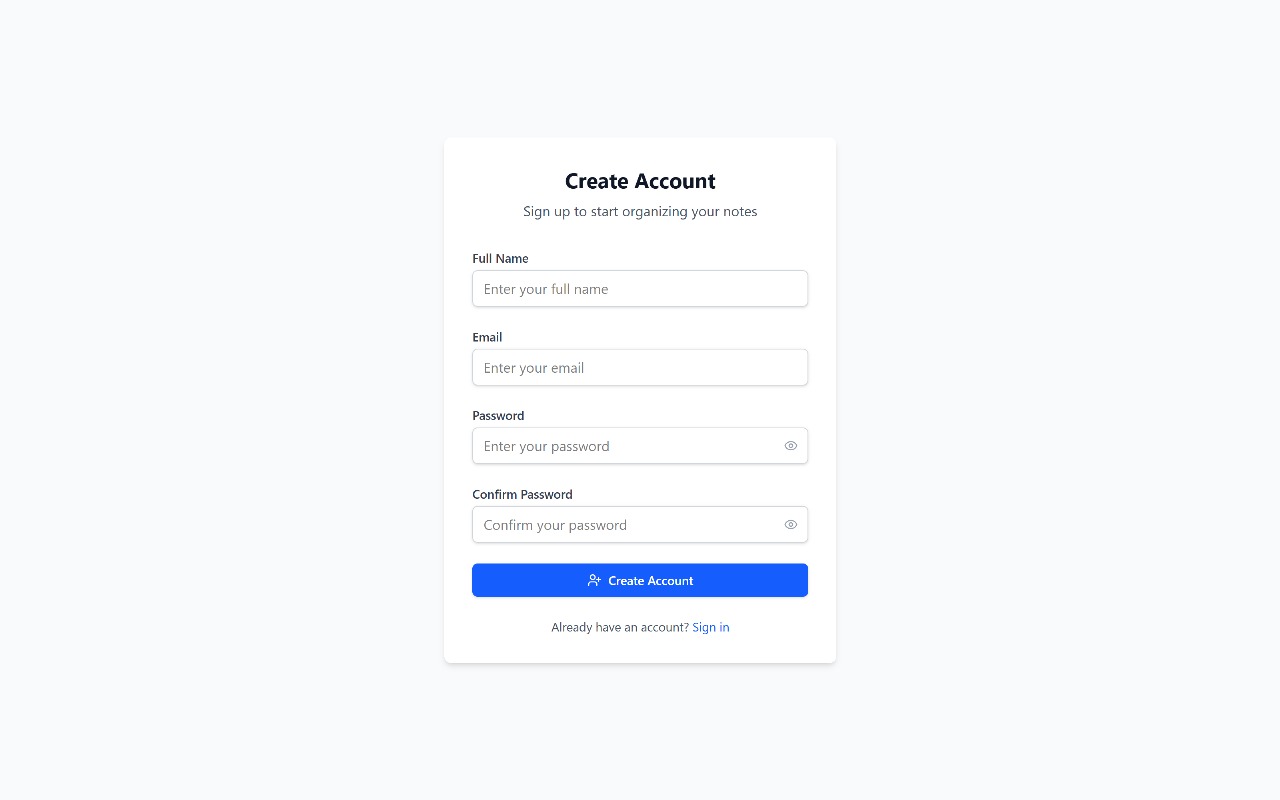 Create Account
Sign up to start organizing your notes
Full Name
Enter your full name
Email
Enter your email
Password
Enter your password
Confirm Password
Confirm your password
Create Account
Already have an account? Sign in